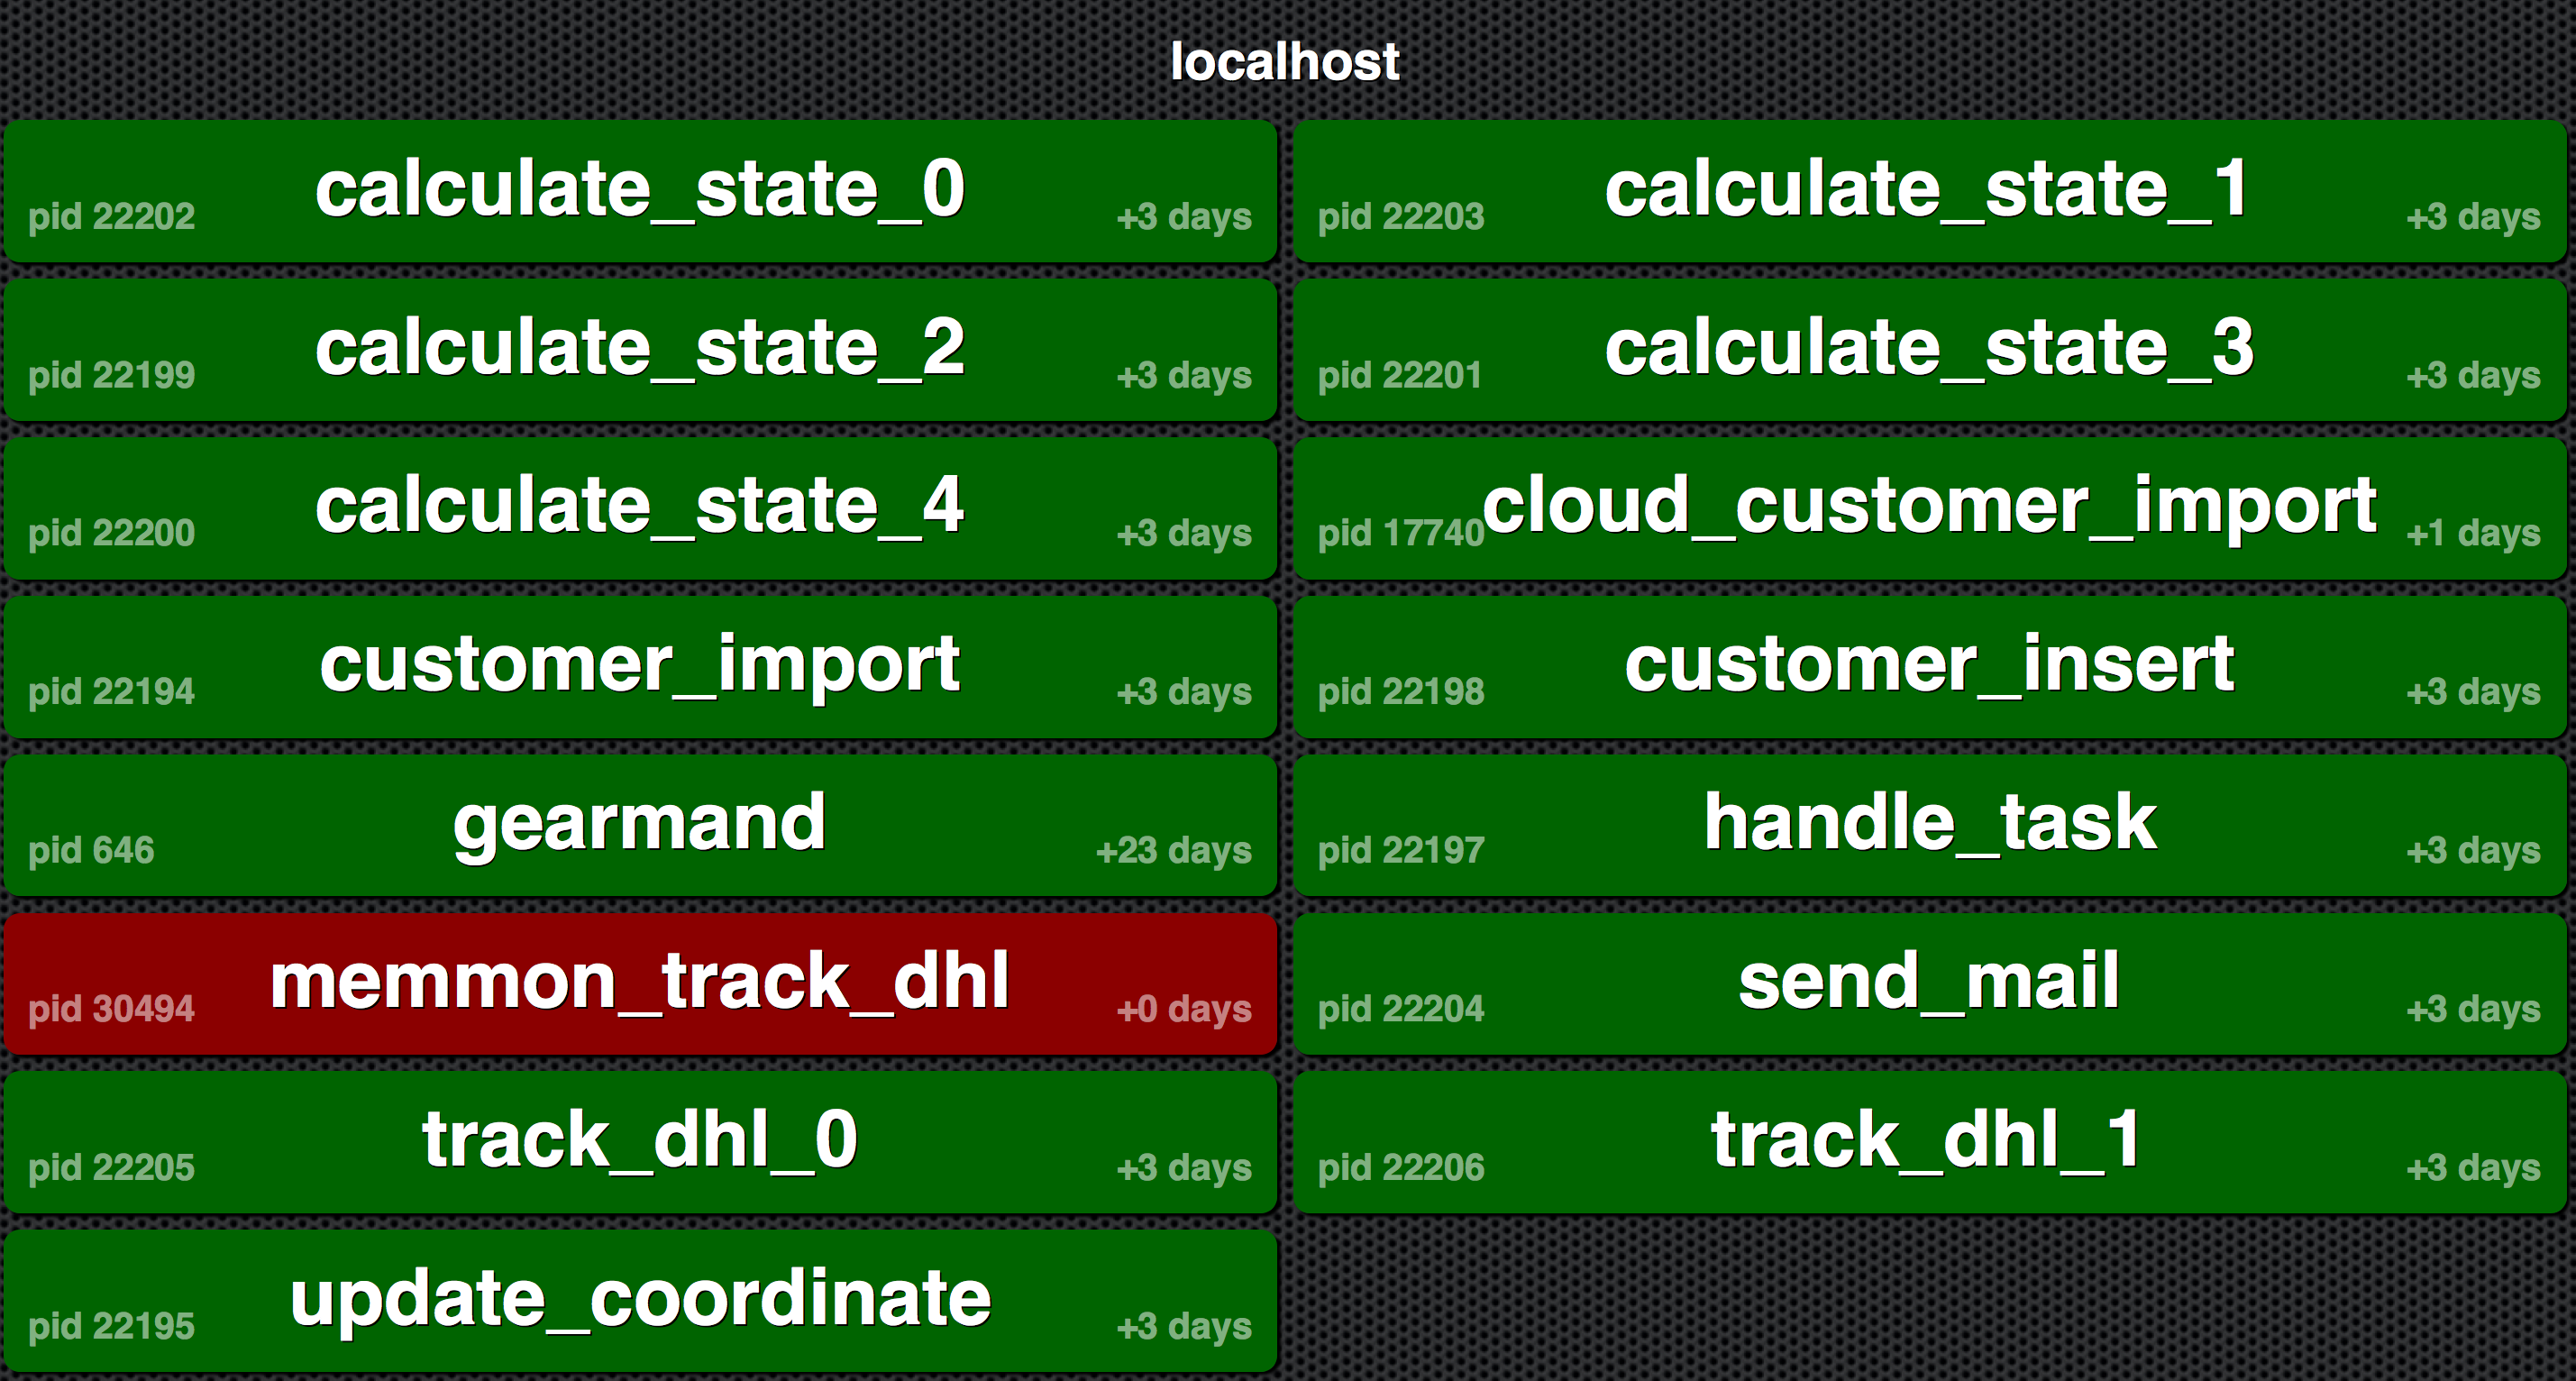 localhost
calculate_state_0
pid 22202
+3 days
calculate_state_1
pid 22203
+3 days
calculate_state_2
pid 22199
+3 days
calculate_state_3
pid 22201
+3 days
calculate_state_4
pid 22200
+3 days
cloud_customer_import
pid 17740
+1 days
customer_import
pid 22194
+3 days
customer_insert
pid 22198
+3 days
gearmand
pid 646
+23 days
handle_task
pid 22197
+3 days
memmon_track_dhl
pid 30494
+0 days
send_mail
pid 22204
+3 days
track_dhl_0
pid 22205
+3 days
track_dhl_1
pid 22206
+3 days
update_coordinate
pid 22195
+3 days